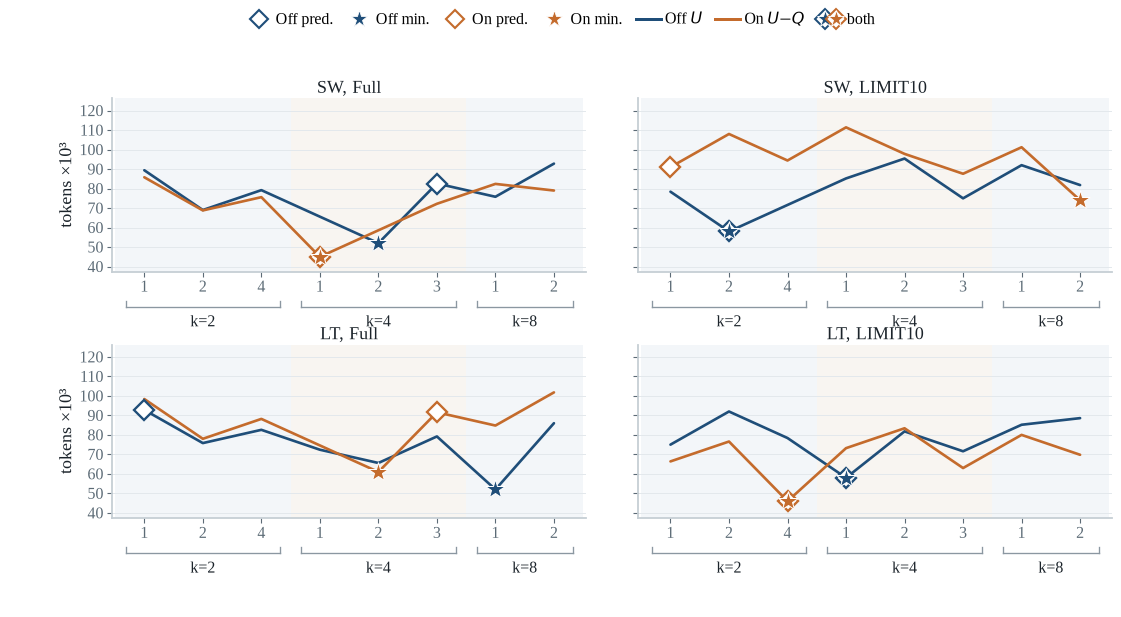 Off pred. Off min. On pred. On min. Off U On U−Q both
SW, Full
SW, LIMIT10
120
110
100
90
80
70
60
50
40
tokens ×10³
1 2 4 1 2 3 1 2
1 2 4 1 2 3 1 2
k=2 k=4 k=8
k=2 k=4 k=8
LT, Full
LT, LIMIT10
120
110
100
90
80
70
60
50
40
tokens ×10³
1 2 4 1 2 3 1 2
1 2 4 1 2 3 1 2
k=2 k=4 k=8
k=2 k=4 k=8